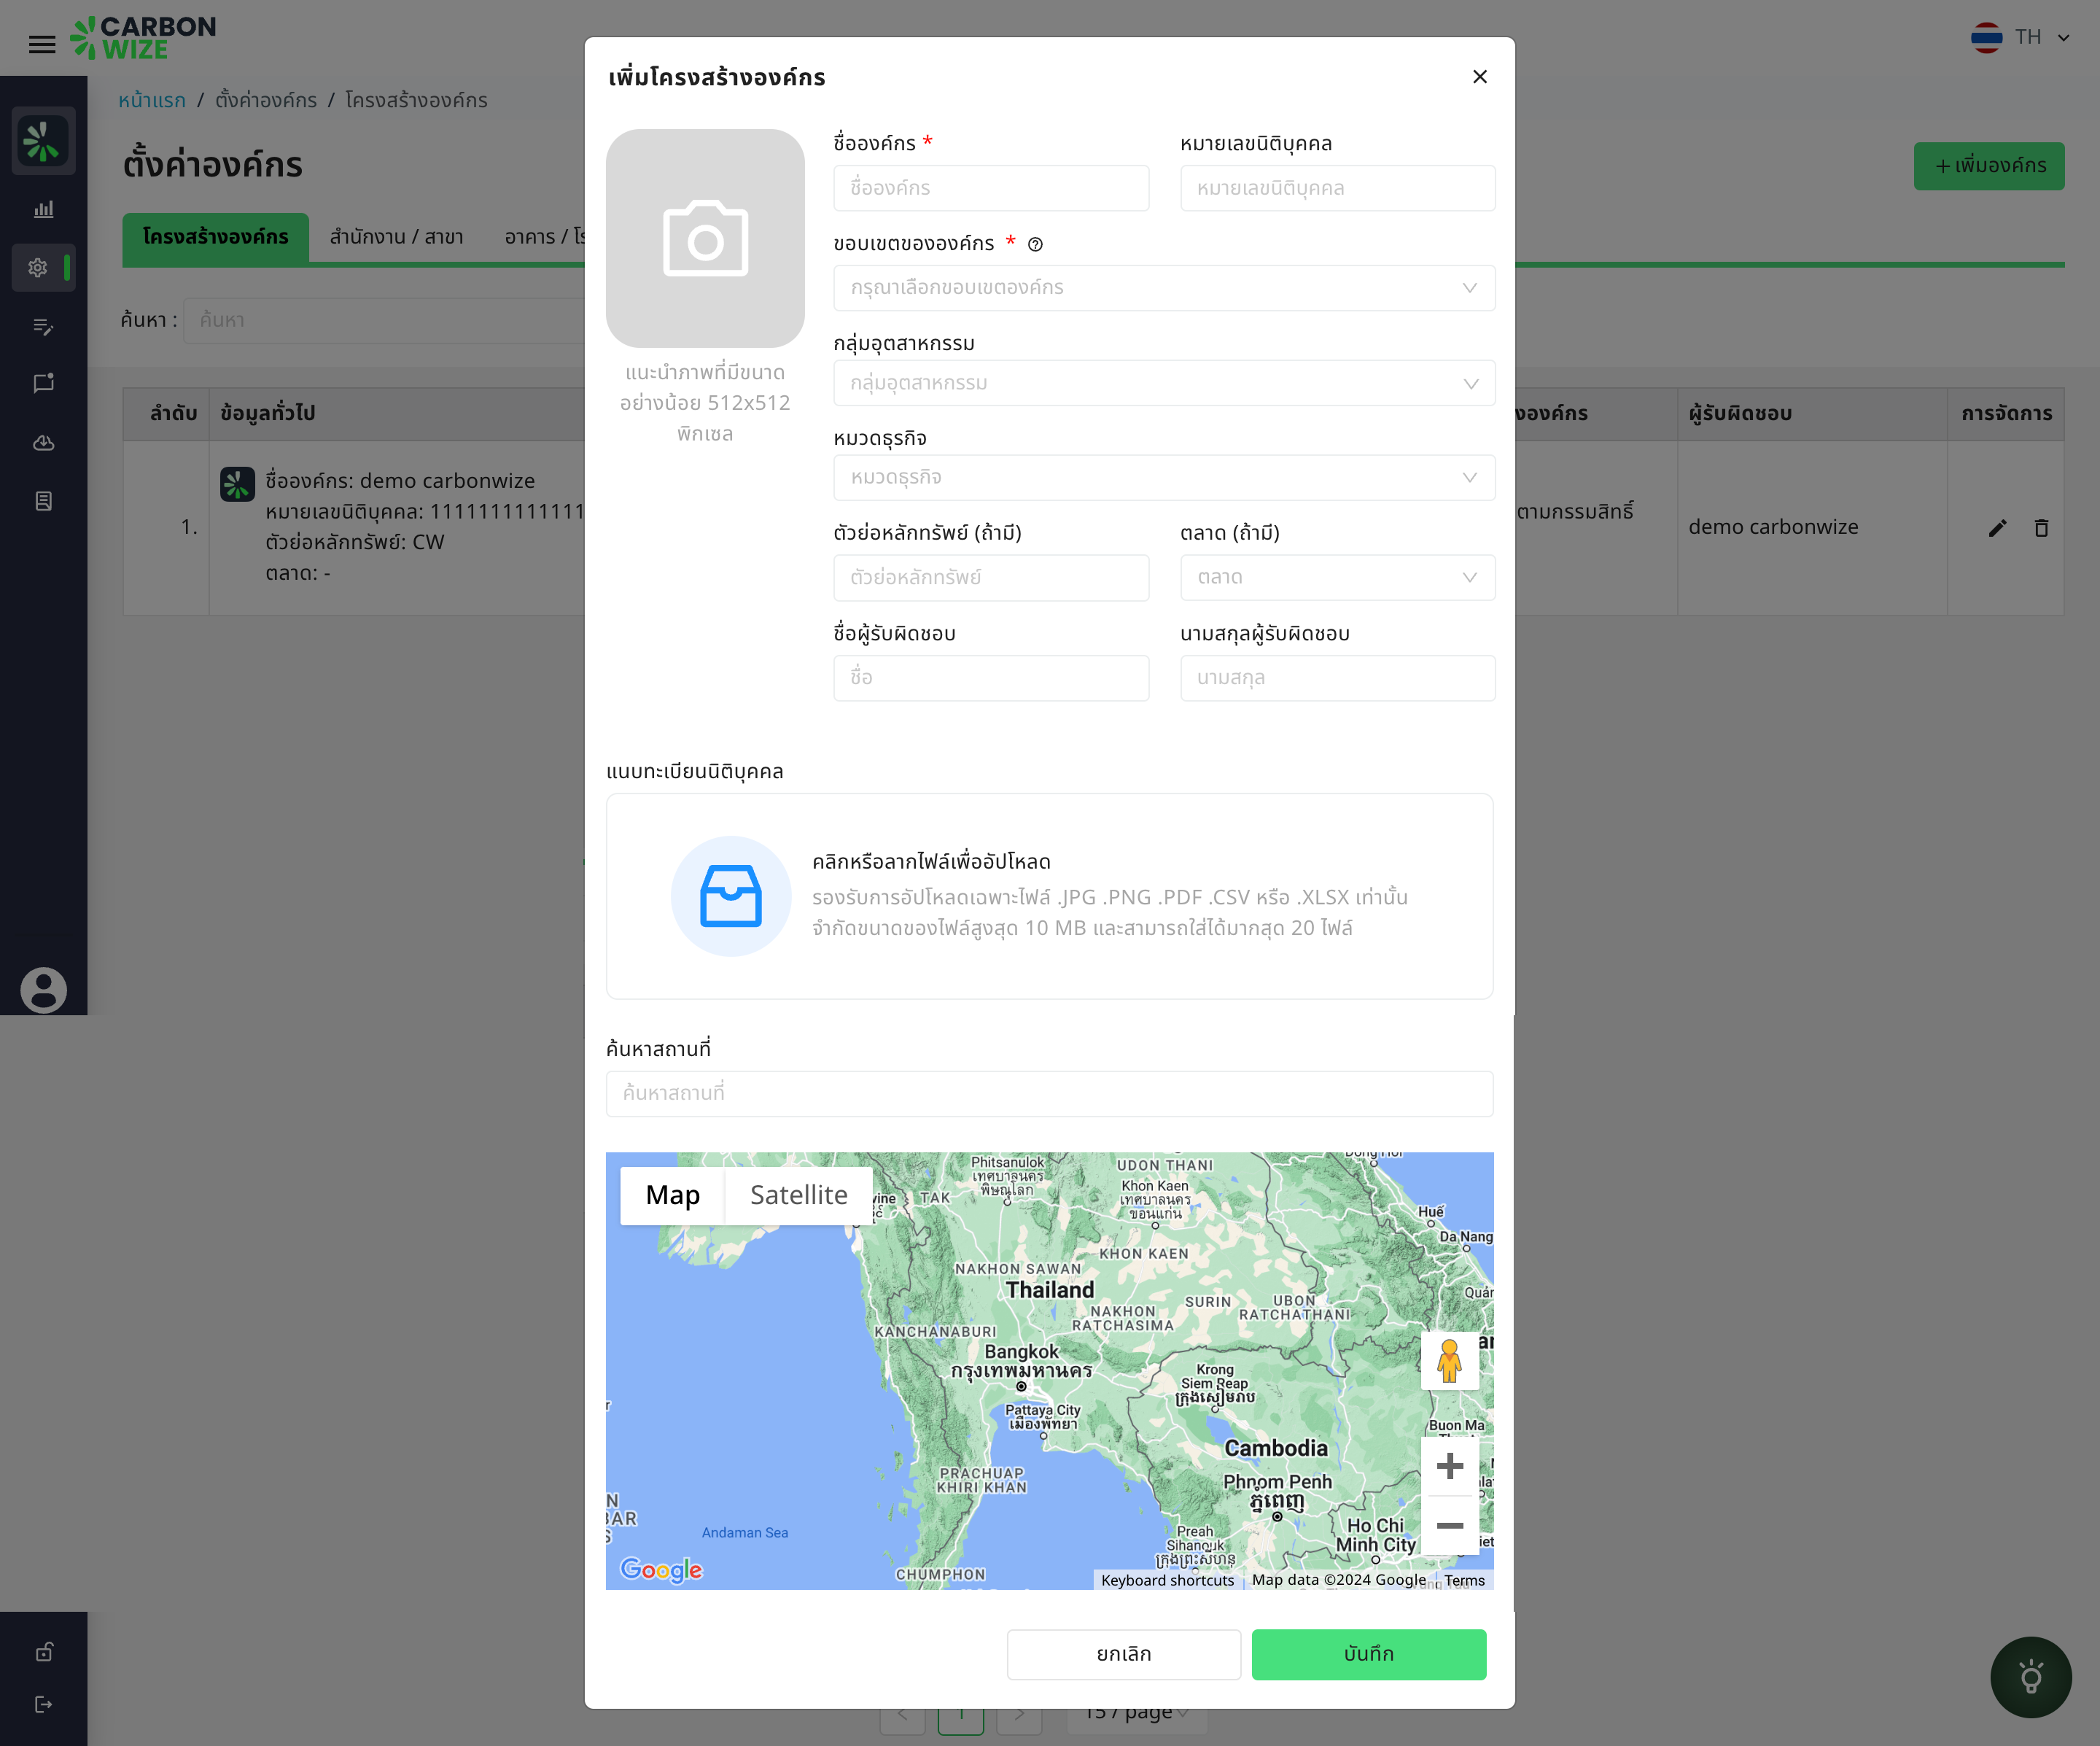 CARBON
WIZE
TH
หน้าแรก / ตั้งค่าองค์กร / โครงสร้างองค์กร
ตั้งค่าองค์กร
+ เพิ่มองค์กร
โครงสร้างองค์กร
สำนักงาน / สาขา
อาคาร /
ค้นหา :
ค้นหา
ลำดับ
ข้อมูลทั่วไป
ผู้รับผิดชอบ
การจัดการ
1.
ชื่อองค์กร: demo carbonwize
หมายเลขนิติบุคคล: 1111111111111
ตัวย่อหลักทรัพย์: CW
ตลาด: -
ตามกรรมสิทธิ์
demo carbonwize
เพิ่มโครงสร้างองค์กร
แนะนำภาพที่มีขนาด
อย่างน้อย 512x512
พิกเซล
ชื่อองค์กร *
ชื่อองค์กร
หมายเลขนิติบุคคล
หมายเลขนิติบุคคล
ขอบเขตขององค์กร *
กรุณาเลือกขอบเขตองค์กร
กลุ่มอุตสาหกรรม
กลุ่มอุตสาหกรรม
หมวดธุรกิจ
หมวดธุรกิจ
ตัวย่อหลักทรัพย์ (ถ้ามี)
ตัวย่อหลักทรัพย์
ตลาด (ถ้ามี)
ตลาด
ชื่อผู้รับผิดชอบ
ชื่อ
นามสกุลผู้รับผิดชอบ
นามสกุล
แนบทะเบียนนิติบุคคล
คลิกหรือลากไฟล์เพื่ออัปโหลด
รองรับการอัปโหลดเฉพาะไฟล์ .JPG .PNG .PDF .CSV หรือ .XLSX เท่านั้น
จำกัดขนาดของไฟล์สูงสุด 10 MB และสามารถใส่ได้มากสุด 20 ไฟล์
ค้นหาสถานที่
ค้นหาสถานที่
Map
Satellite
Phitsanulok
เทศบาลนคร
พิษณุโลก
UDON THANI
TAK
Khon Kaen
เทศบาลนคร
ขอนแก่น
Huế
Da Nang
KHON KAEN
NAKHON SAWAN
Thailand
SURIN
UBON
RATCHATHANI
NAKHON
RATCHASIMA
KANCHANABURI
Bangkok
กรุงเทพมหานคร
Krong
Siem Reap
ក្រុងសៀមរាប
Pattaya City
เมืองพัทยา
Buon Ma
Cambodia
PRACHUAP
KHIRI KHAN
Phnom Penh
ភ្នំពេញ
Andaman Sea
Preah
Sihanouk
ក្រុងព្រះសីហនុ
Ho Chi
Minh City
CHUMPHON
Google
Keyboard shortcuts
Map data ©2024 Google
Terms
ยกเลิก
บันทึก
1
15 / page